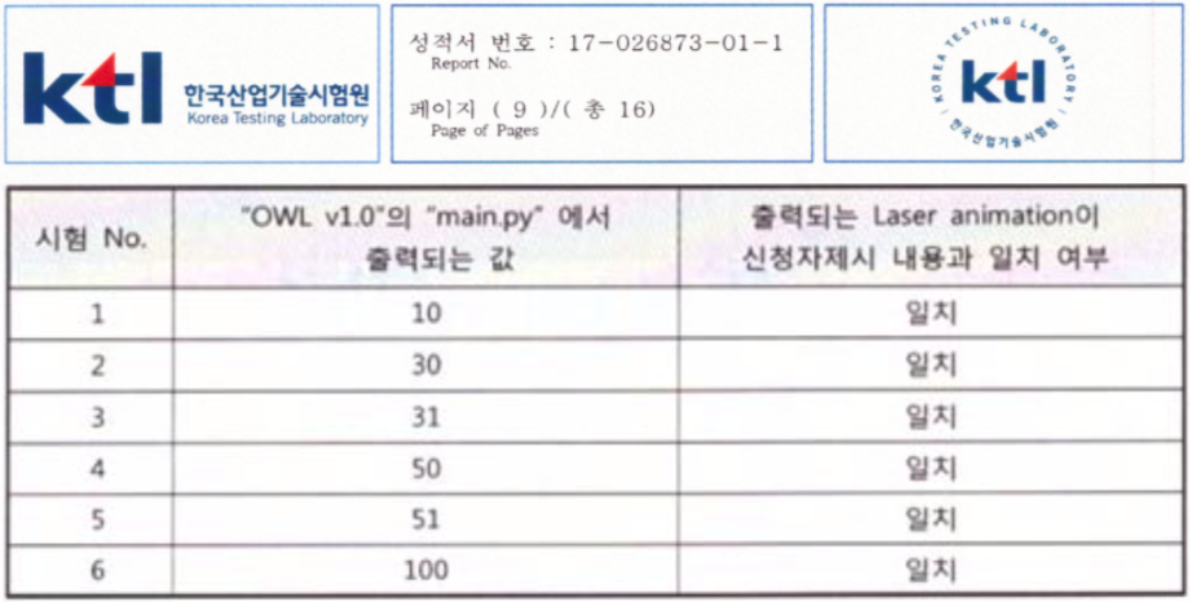 ktl 한국산업기술시험원
Korea Testing Laboratory
성적서 번호 : 17-026873-01-1
Report No.
페이지 ( 9 )/( 총 16)
Page of Pages
KOREA TESTING LABORATORY
ktl
한국산업기술시험원
시험 No.
"OWL v1.0"의 "main.py" 에서
출력되는 값
출력되는 Laser animation이
신청자제시 내용과 일치 여부
1 10 일치
2 30 일치
3 31 일치
4 50 일치
5 51 일치
6 100 일치